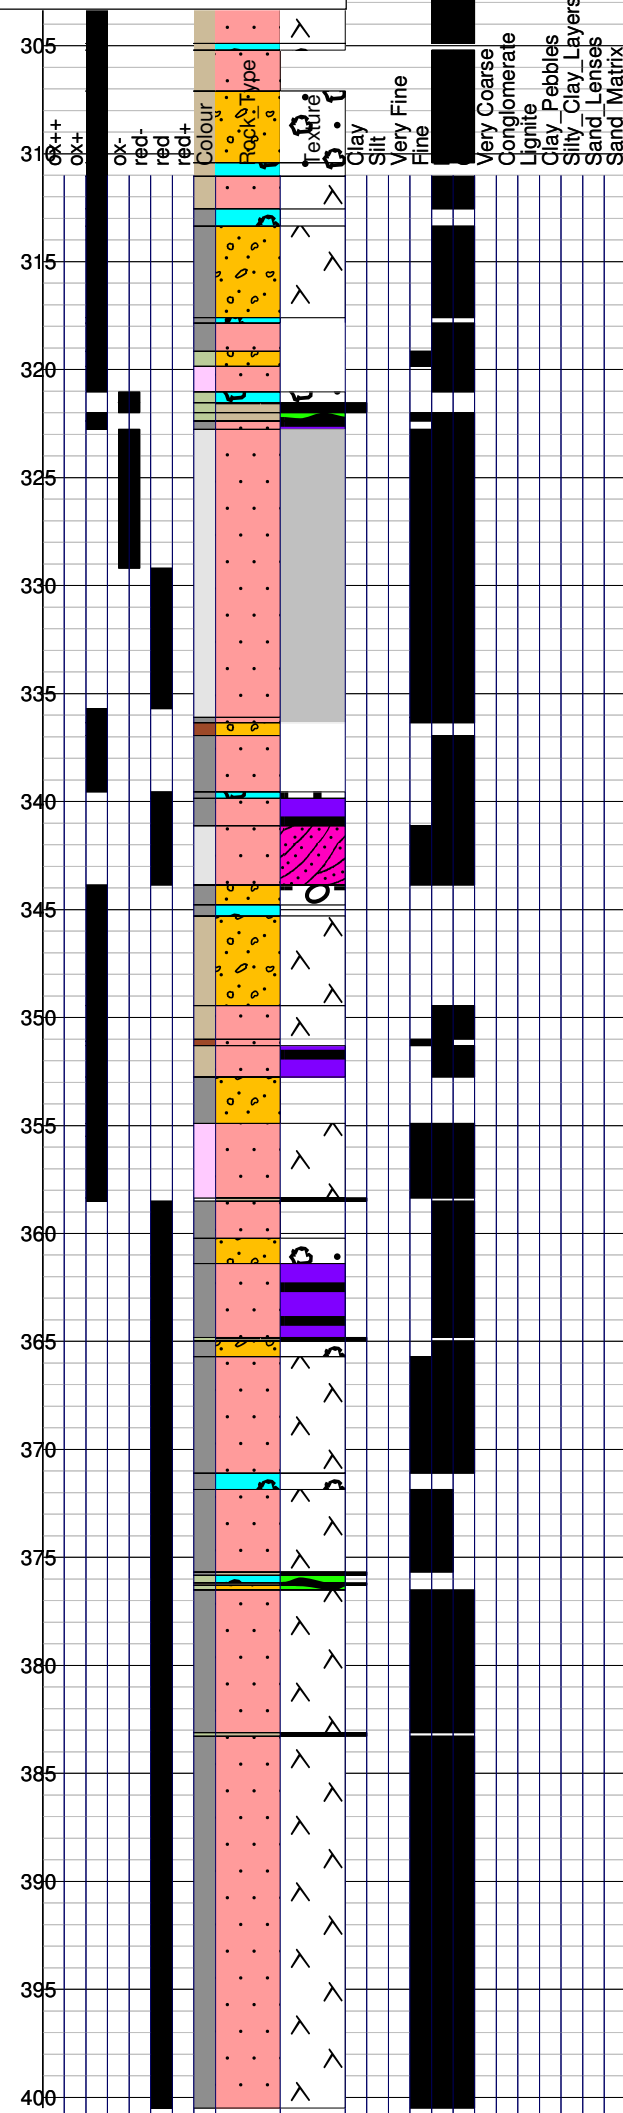 305
310
ox++
ox+
ox-
red-
red
red+
Colour
Rock_Type
Texture
Clay
Silt
Very Fine
Fine
Very Coarse
Conglomerate
Lignite
Clay_Pebbles
Silty_Clay_Layers
Sand_Lenses
Sand_Matrix
315
320
325
330
335
340
345
350
355
360
365
370
375
380
385
390
395
400